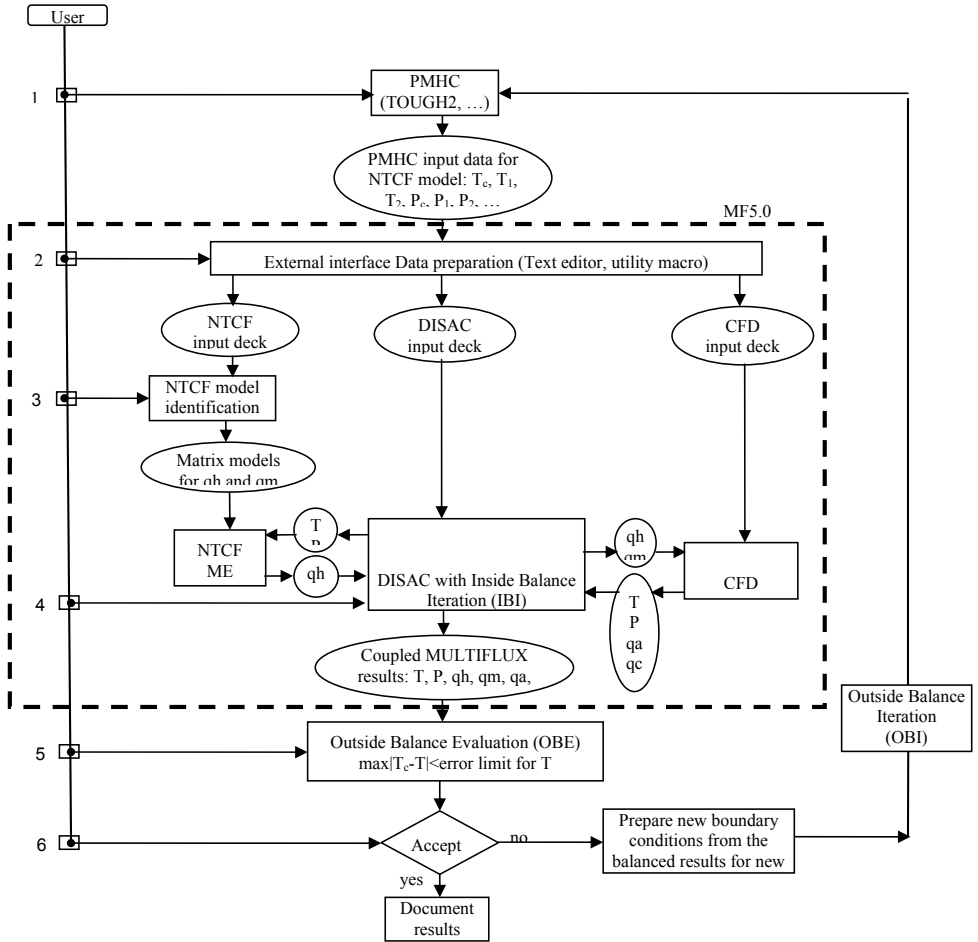 User
1
PMHC
(TOUGH2, …)
PMHC input data for
NTCF model: Tc, T1,
T2, Pc, P1, P2, …
MF5.0
2
External interface Data preparation (Text editor, utility macro)
NTCF
input deck
DISAC
input deck
CFD
input deck
3
NTCF model
identification
Matrix models
for qh and qm
T
P
NTCF
ME
qh
DISAC with Inside Balance
Iteration (IBI)
qh
qm
CFD
T
P
qa
qc
4
Coupled MULTIFLUX
results: T, P, qh, qm, qa,
Outside Balance
Iteration
(OBI)
5
Outside Balance Evaluation (OBE)
max|Tc-T|<error limit for T
6
Accept
no
Prepare new boundary
conditions from the
balanced results for new
yes
Document
results